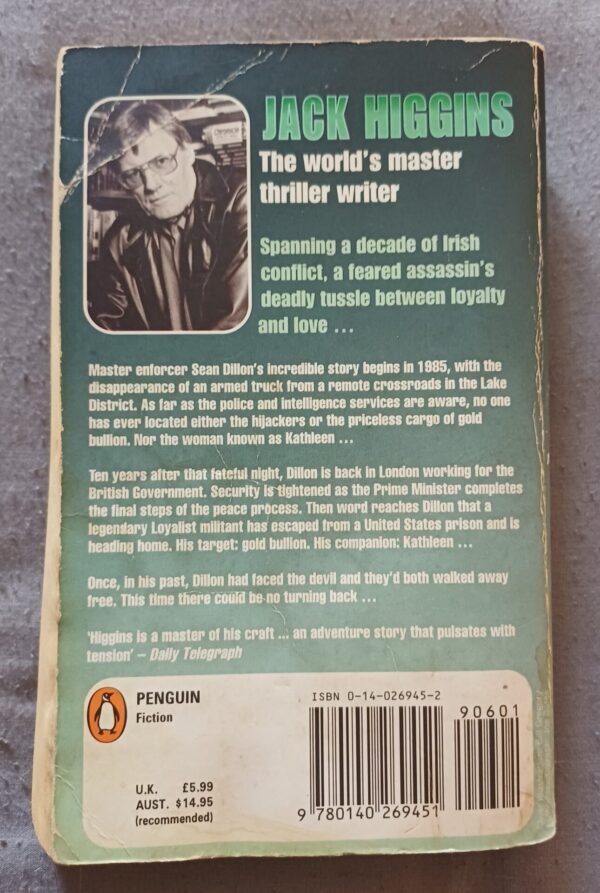 JACK HIGGINS
The world's master
thriller writer
Spanning a decade of Irish
conflict, a feared assassin's
deadly tussle between loyalty
and love ...
Master enforcer Sean Dillon's incredible story begins in 1985, with the
disappearance of an armed truck from a remote crossroads in the Lake
District. As far as the police and intelligence services are aware, no one
has ever located either the hijackers or the priceless cargo of gold
bullion. Nor the woman known as Kathleen ...
Ten years after that fateful night, Dillon is back in London working for the
British Government. Security is tightened as the Prime Minister completes
the final steps of the peace process. Then word reaches Dillon that a
legendary Loyalist militant has escaped from a United States prison and is
heading home. His target: gold bullion. His companion: Kathleen ...
Once, in his past, Dillon had faced the devil and they'd both walked away
free. This time there could be no turning back ...
'Higgins is a master of his craft ... an adventure story that pulsates with
tension' – Daily Telegraph
PENGUIN
Fiction
U.K. £5.99
AUST. $14.95
(recommended)
ISBN 0-14-026945-2
90601
9 780140 269451